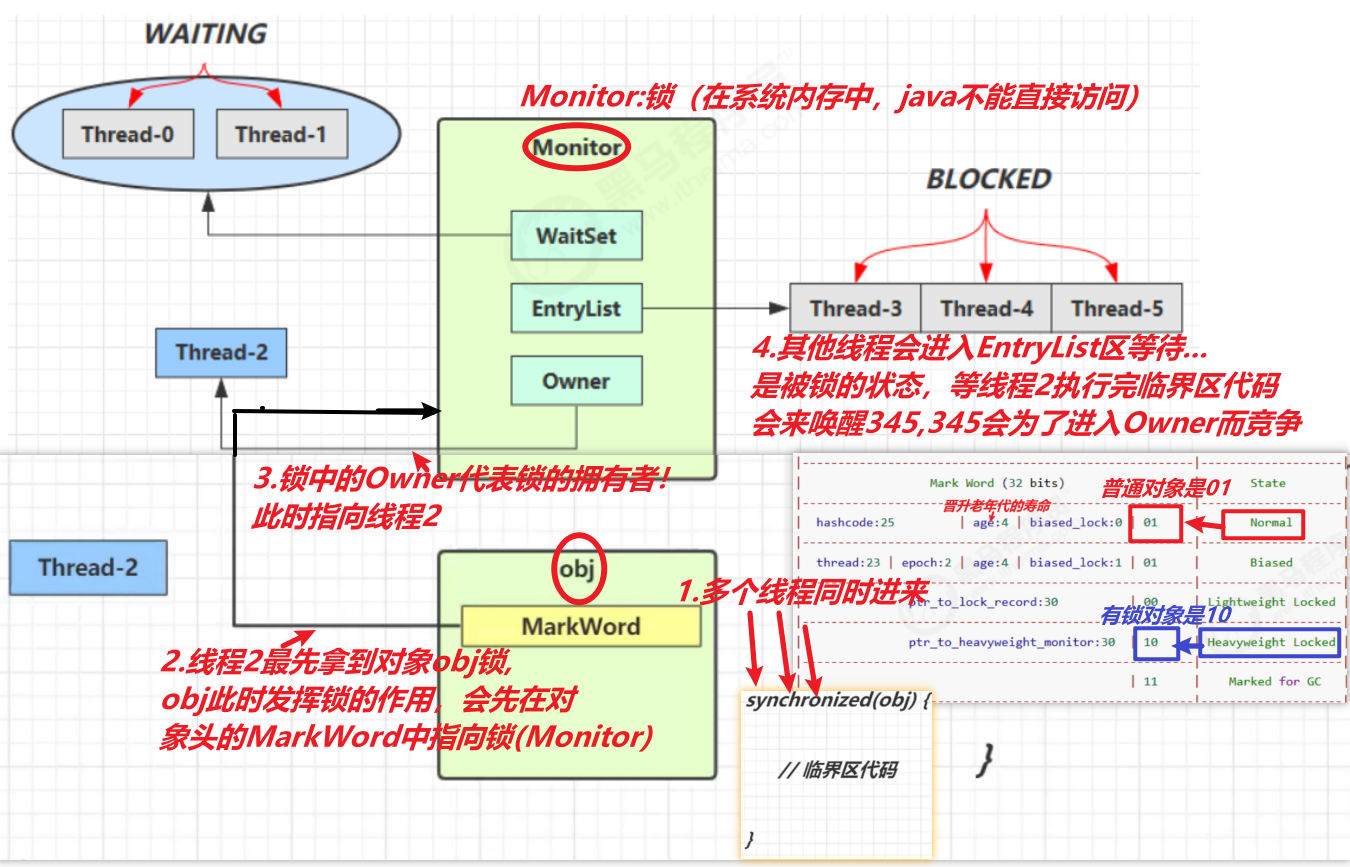 WAITING
Thread-0
Thread-1
Monitor:锁（在系统内存中，java不能直接访问）
Monitor
WaitSet
EntryList
Owner
BLOCKED
Thread-3
Thread-4
Thread-5
Thread-2
4.其他线程会进入EntryList区等待...
是被锁的状态，等线程2执行完临界区代码
会来唤醒345,345会为了进入Owner而竞争
3.锁中的Owner代表锁的拥有者！
此时指向线程2
Thread-2
obj
MarkWord
2.线程2最先拿到对象obj锁,
obj此时发挥锁的作用，会先在对
象头的MarkWord中指向锁(Monitor)
1.多个线程同时进来
Mark Word (32 bits) | State
普通对象是01
晋升老年代的寿命
hashcode:25 | age:4 | biased_lock:0 | 01 | Normal
thread:23 | epoch:2 | age:4 | biased_lock:1 | 01 | Biased
ptr_to_lock_record:30 | 00 | Lightweight Locked
有锁对象是10
ptr_to_heavyweight_monitor:30 | 10 | Heavyweight Locked
| 11 | Marked for GC
synchronized(obj) {
// 临界区代码
}
}
黑马程序员